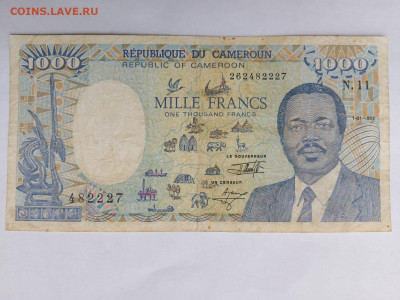 COINS.LAVE.RU
RÉPUBLIQUE DU CAMEROUN
REPUBLIC OF CAMEROON
1000
1000
262482227
N.11
MILLE FRANCS
ONE THOUSAND FRANCS
LE GOUVERNEUR
UN CENSEUR
482227